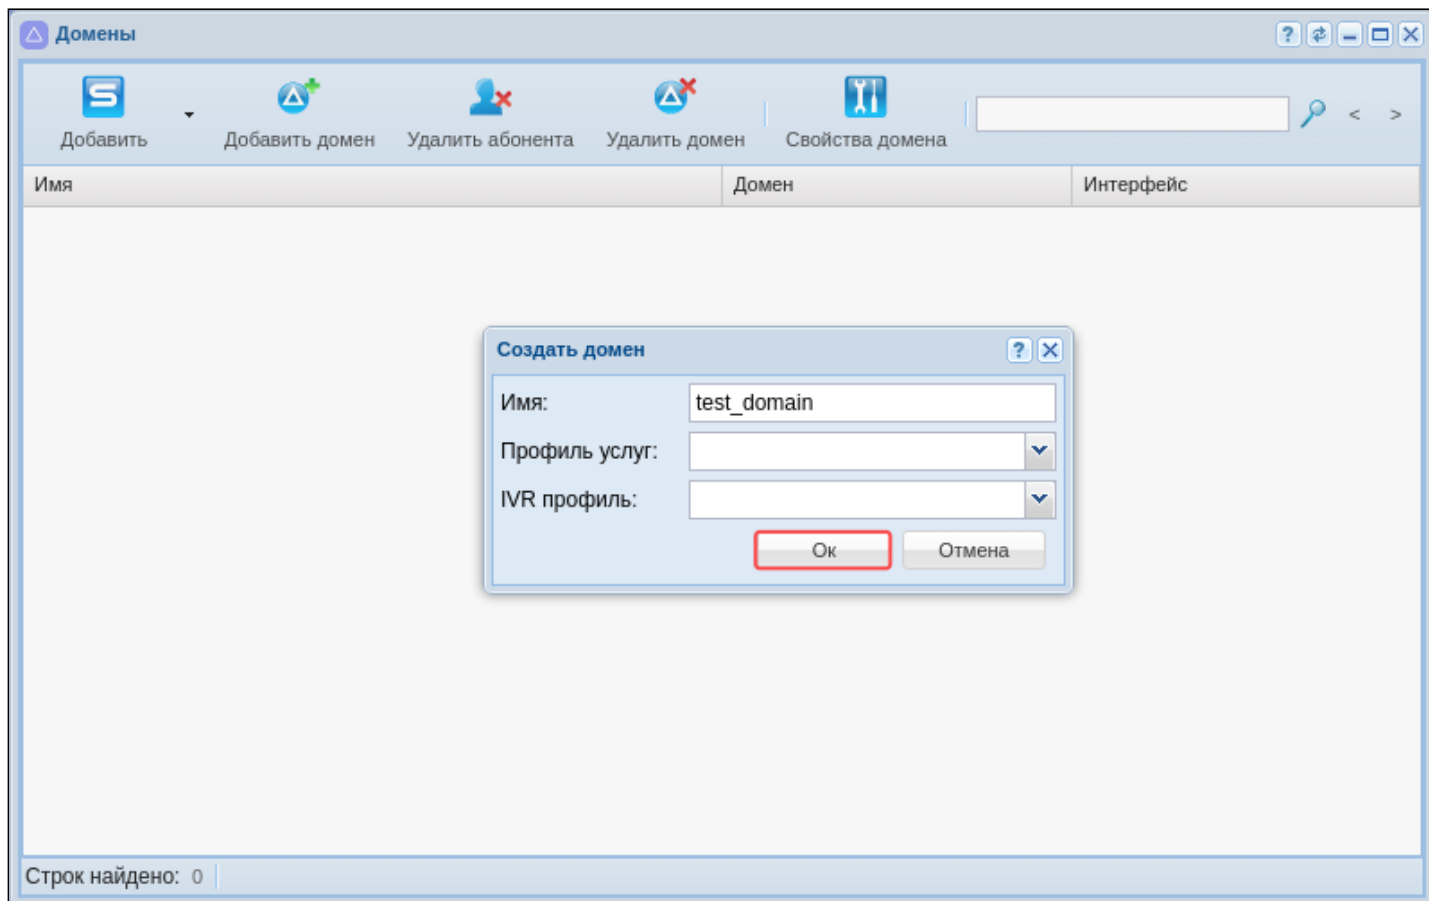 Домены
Добавить Добавить домен Удалить абонента Удалить домен Свойства домена < >
Имя Домен Интерфейс
Создать домен
Имя: test_domain
Профиль услуг:
IVR профиль:
Ок Отмена
Строк найдено: 0